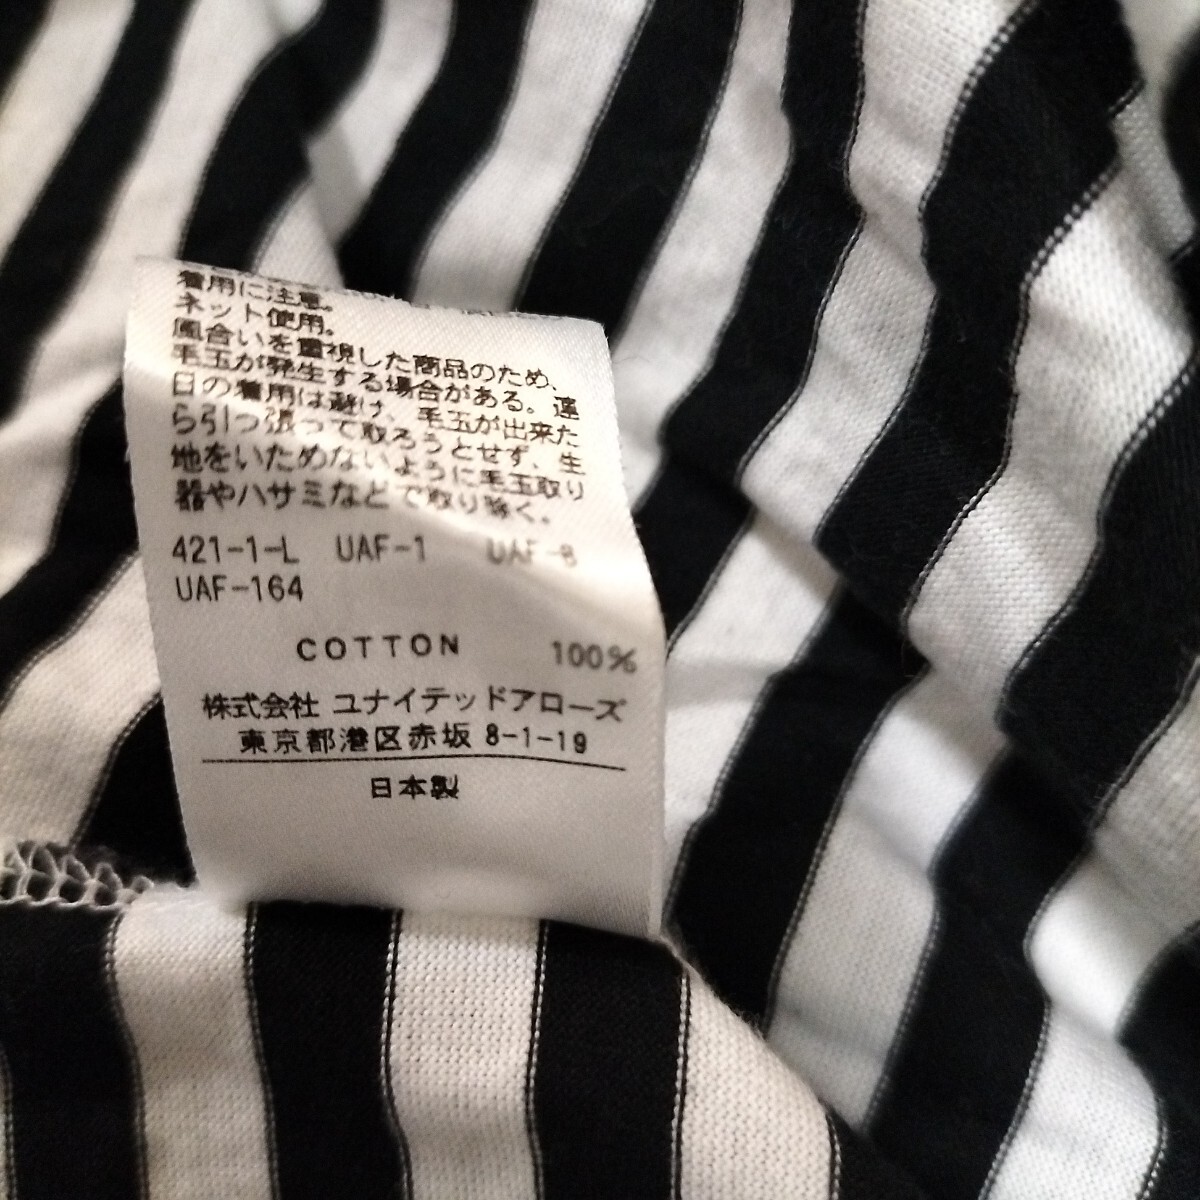 着用に注意。
ネット使用。
風合いを重視した商品のため、
毛玉が発生する場合がある。連
日の着用は避け、毛玉が出来た
ら引っ張って取ろうとせず、生
地をいためないように毛玉取り
器やハサミなどで取り除く。
421-1-L UAF-1 UAF-8
UAF-164
COTTON 100%
株式会社 ユナイテッドアローズ
東京都港区赤坂 8-1-19
日本製